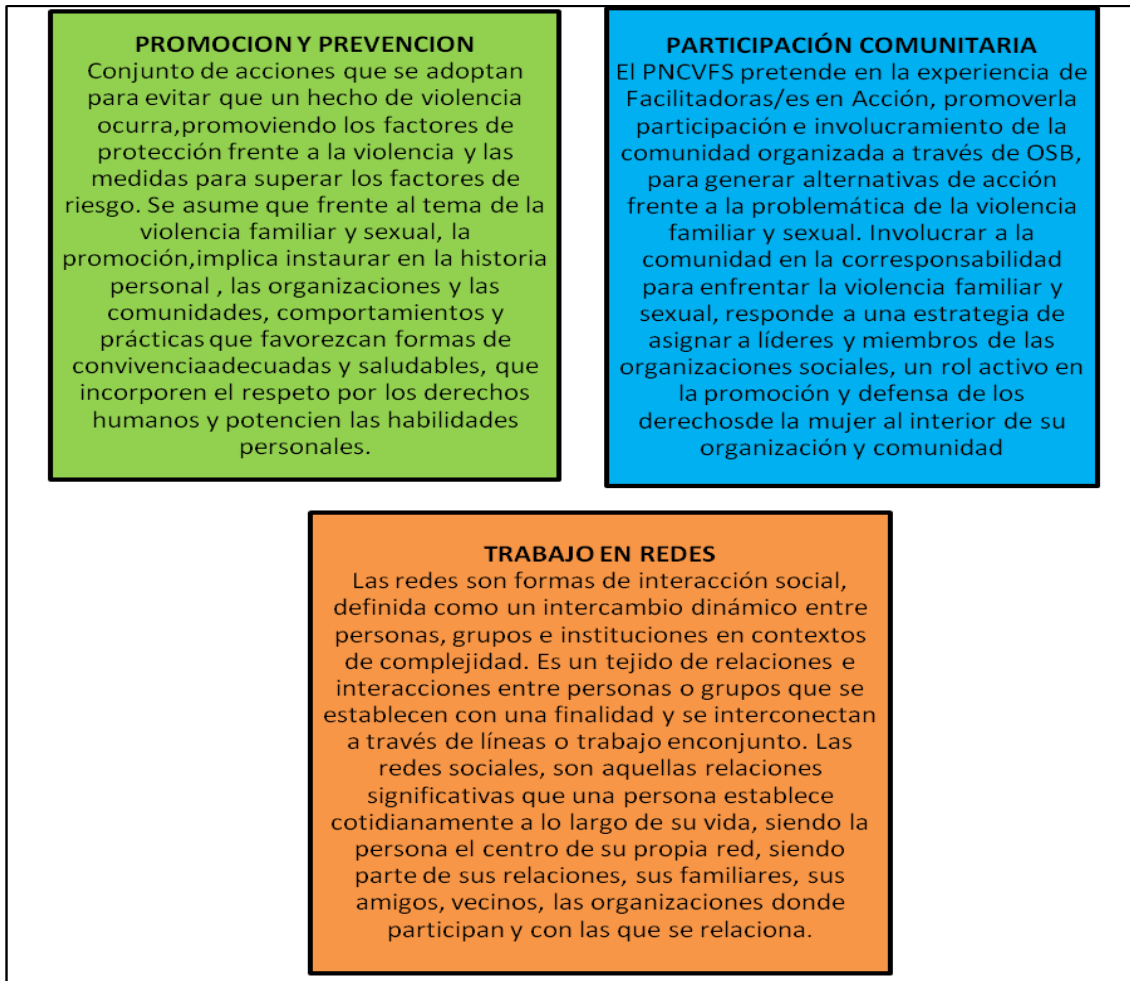 PROMOCION Y PREVENCION
Conjunto de acciones que se adoptan
para evitar que un hecho de violencia
ocurra,promoviendo los factores de
protección frente a la violencia y las
medidas para superar los factores de
riesgo. Se asume que frente al tema de la
violencia familiar y sexual, la
promoción,implica instaurar en la historia
personal , las organizaciones y las
comunidades, comportamientos y
prácticas que favorezcan formas de
convivenciaadecuadas y saludables, que
incorporen el respeto por los derechos
humanos y potencien las habilidades
personales.
PARTICIPACIÓN COMUNITARIA
El PNCVFS pretende en la experiencia de
Facilitadoras/es en Acción, promoverla
participación e involucramiento de la
comunidad organizada a través de OSB,
para generar alternativas de acción
frente a la problemática de la violencia
familiar y sexual. Involucrar a la
comunidad en la corresponsabilidad
para enfrentar la violencia familiar y
sexual, responde a una estrategia de
asignar a líderes y miembros de las
organizaciones sociales, un rol activo en
la promoción y defensa de los
derechosde la mujer al interior de su
organización y comunidad
TRABAJO EN REDES
Las redes son formas de interacción social,
definida como un intercambio dinámico entre
personas, grupos e instituciones en contextos
de complejidad. Es un tejido de relaciones e
interacciones entre personas o grupos que se
establecen con una finalidad y se interconectan
a través de líneas o trabajo enconjunto. Las
redes sociales, son aquellas relaciones
significativas que una persona establece
cotidianamente a lo largo de su vida, siendo la
persona el centro de su propia red, siendo
parte de sus relaciones, sus familiares, sus
amigos, vecinos, las organizaciones donde
participan y con las que se relaciona.